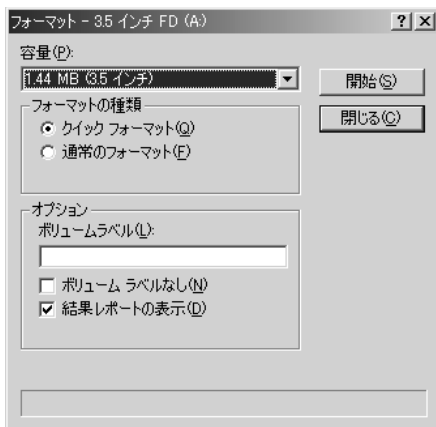 フォーマット - 3.5 インチ FD (A:)
容量(P):
1.44 MB (3.5 インチ)
開始(S)
フォーマットの種類
閉じる(C)
クイック フォーマット(Q)
通常のフォーマット(F)
オプション
ボリュームラベル(L):
ボリューム ラベルなし(N)
結果レポートの表示(D)